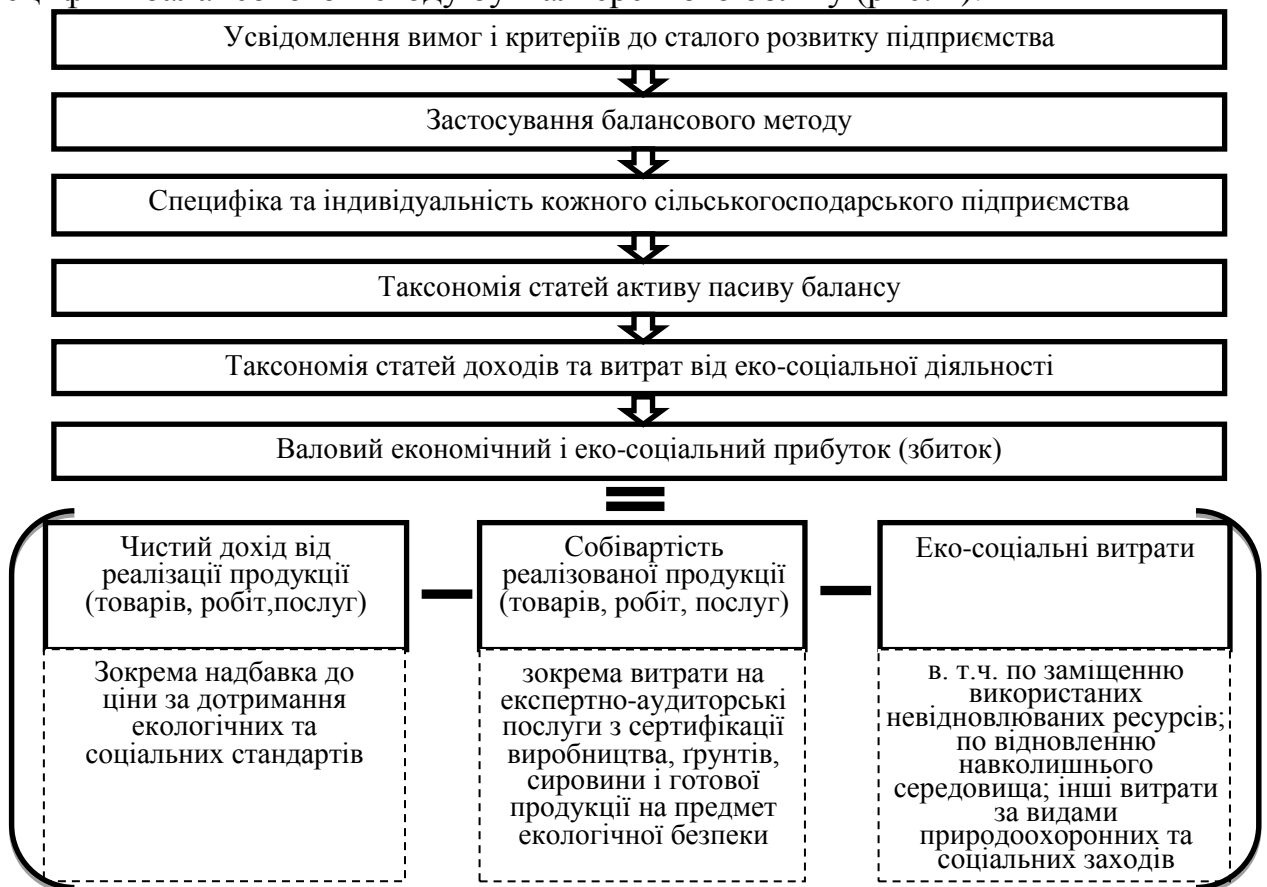 Усвідомлення вимог і критеріїв до сталого розвитку підприємства
Застосування балансового методу
Специфіка та індивідуальність кожного сільськогосподарського підприємства
Таксономія статей активу пасиву балансу
Таксономія статей доходів та витрат від еко-соціальної діяльності
Валовий економічний і еко-соціальний прибуток (збиток)
=
Чистий дохід від
реалізації продукції
(товарів, робіт,послуг)
Зокрема надбавка до
ціни за дотримання
екологічних та
соціальних стандартів
—
Собівартість
реалізованої продукції
(товарів, робіт, послуг)
зокрема витрати на
експертно-аудиторські
послуги з сертифікації
виробництва, ґрунтів,
сировини і готової
продукції на предмет
екологічної безпеки
—
Еко-соціальні витрати
в. т.ч. по заміщенню
використаних
невідновлюваних ресурсів;
по відновленню
навколишнього
середовища; інші витрати
за видами
природоохоронних та
соціальних заходів